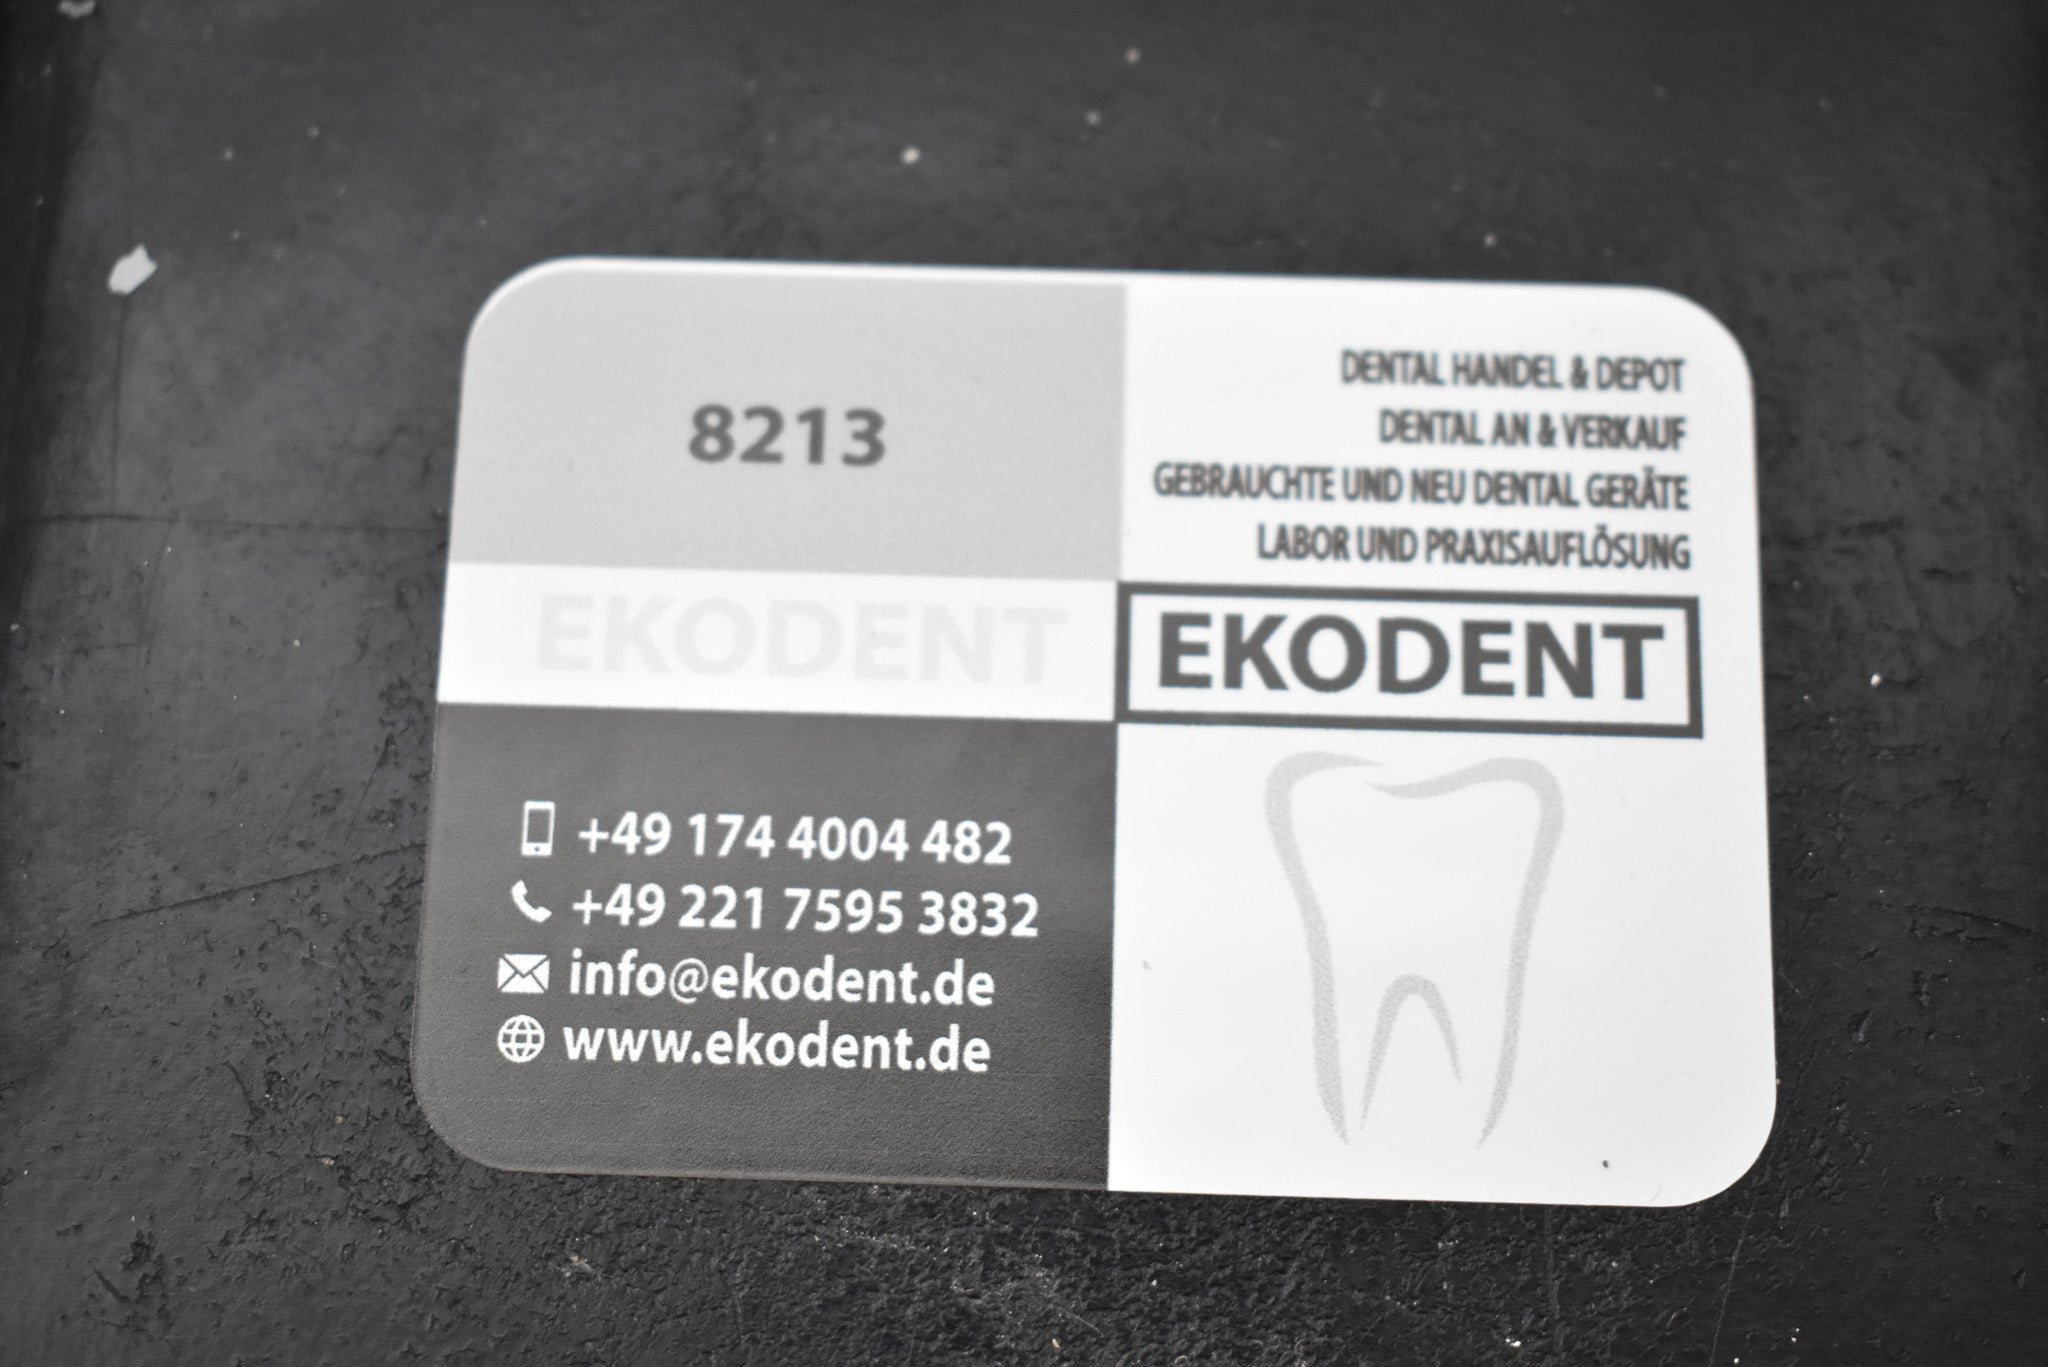 8213
DENTAL HANDEL & DEPOT
DENTAL AN & VERKAUF
GEBRAUCHTE UND NEU DENTAL GERÄTE
LABOR UND PRAXISAUFLÖSUNG
EKODENT
EKODENT
+49 174 4004 482
+49 221 7595 3832
info@ekodent.de
www.ekodent.de